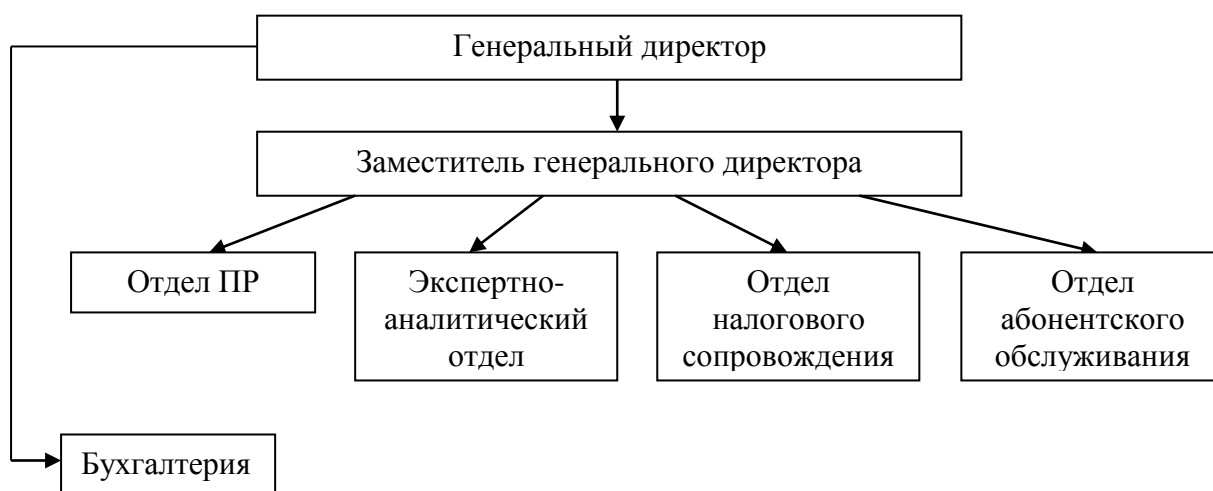 Генеральный директор
Заместитель генерального директора
Отдел ПР
Экспертно-
аналитический
отдел
Отдел
налогового
сопровождения
Отдел
абонентского
обслуживания
Бухгалтерия